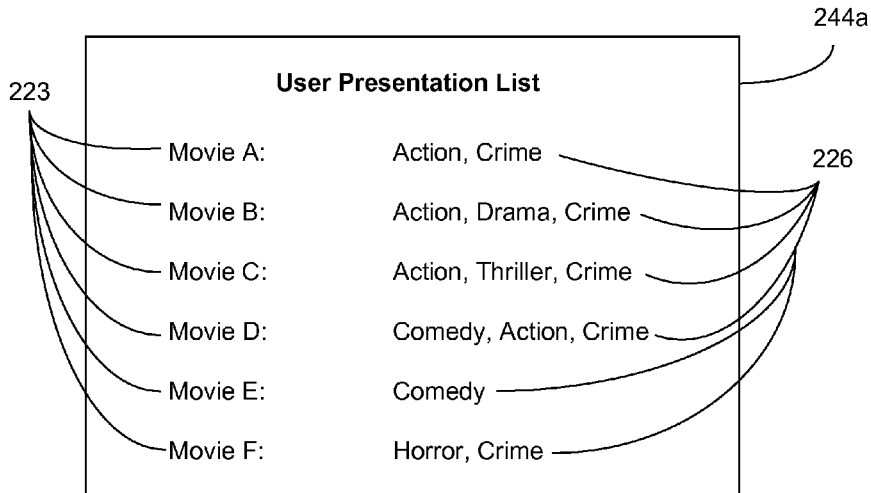 244a
User Presentation List
223
Movie A: Action, Crime
226
Movie B: Action, Drama, Crime
Movie C: Action, Thriller, Crime
Movie D: Comedy, Action, Crime
Movie E: Comedy
Movie F: Horror, Crime